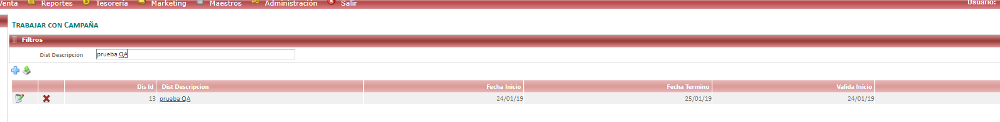 Venta Reportes Tesorería Marketing Maestros Administración Salir Usuario:
TRABAJAR CON CAMPAÑA
Filtros
Dist Descripcion prueba QA
Dis Id Dist Descripcion Fecha Inicio Fecha Termino Valida Inicio
13 prueba QA 24/01/19 25/01/19 24/01/19